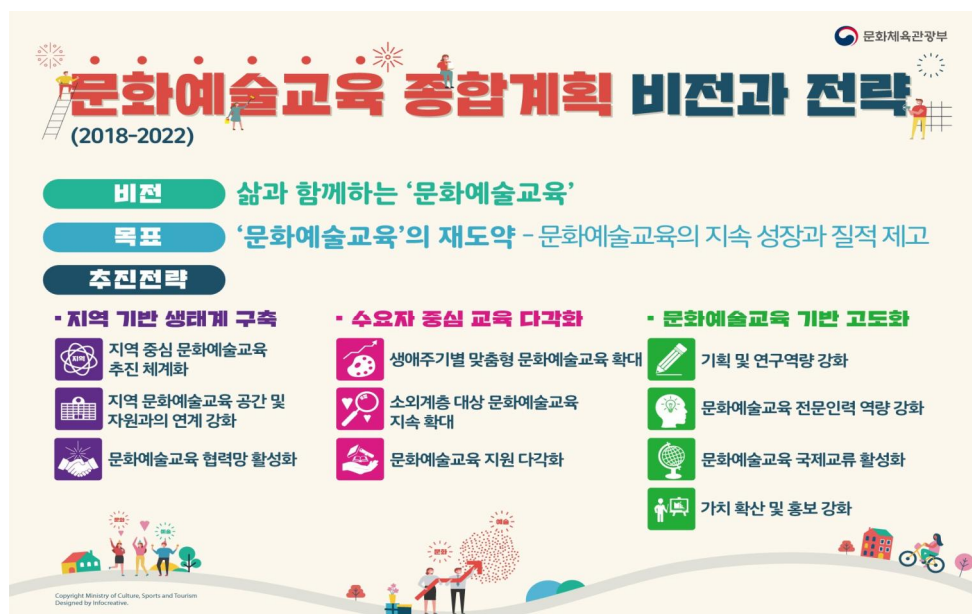 문화체육관광부
문화예술교육 종합계획 비전과 전략
(2018-2022)
비전
삶과 함께하는 ‘문화예술교육’
목표
‘문화예술교육’의 재도약 - 문화예술교육의 지속 성장과 질적 제고
추진전략
· 지역 기반 생태계 구축
지역
지역 중심 문화예술교육
추진 체계화
지역 문화예술교육 공간 및
자원과의 연계 강화
문화예술교육 협력망 활성화
· 수요자 중심 교육 다각화
생애주기별 맞춤형 문화예술교육 확대
소외계층 대상 문화예술교육
지속 확대
문화예술교육 지원 다각화
· 문화예술교육 기반 고도화
기획 및 연구역량 강화
문화예술교육 전문인력 역량 강화
문화예술교육 국제교류 활성화
가치 확산 및 홍보 강화
문화
예술
문화
예술
Copyright Ministry of Culture, Sports and Tourism
Designed by Infocreative.